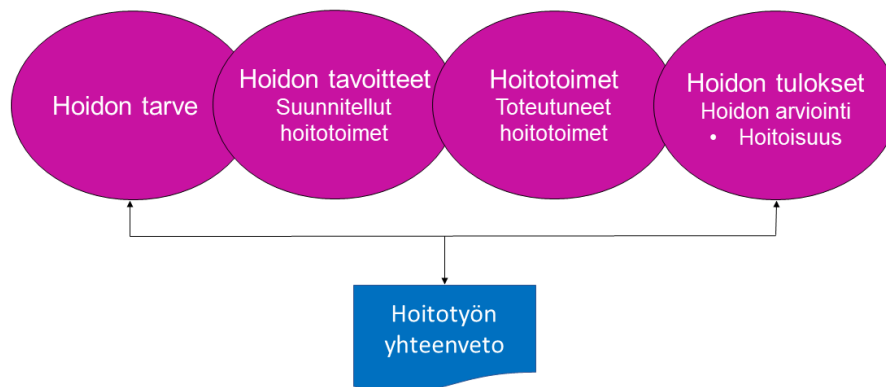 Hoidon tarve
Hoidon tavoitteet
Suunnitellut
hoitotoimet
Hoitotoimet
Toteutuneet
hoitotoimet
Hoidon tulokset
Hoidon arviointi
• Hoitoisuus
Hoitotyön
yhteenveto